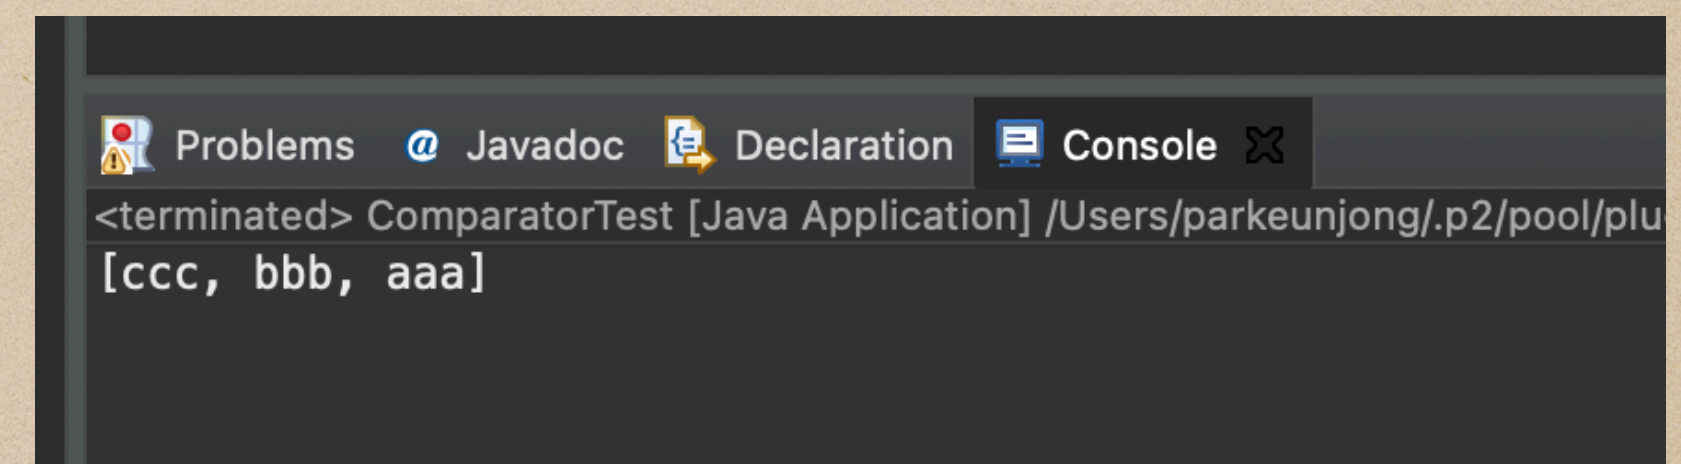 Problems @ Javadoc Declaration Console
<terminated> ComparatorTest [Java Application] /Users/parkeunjong/.p2/pool/plu
[ccc, bbb, aaa]